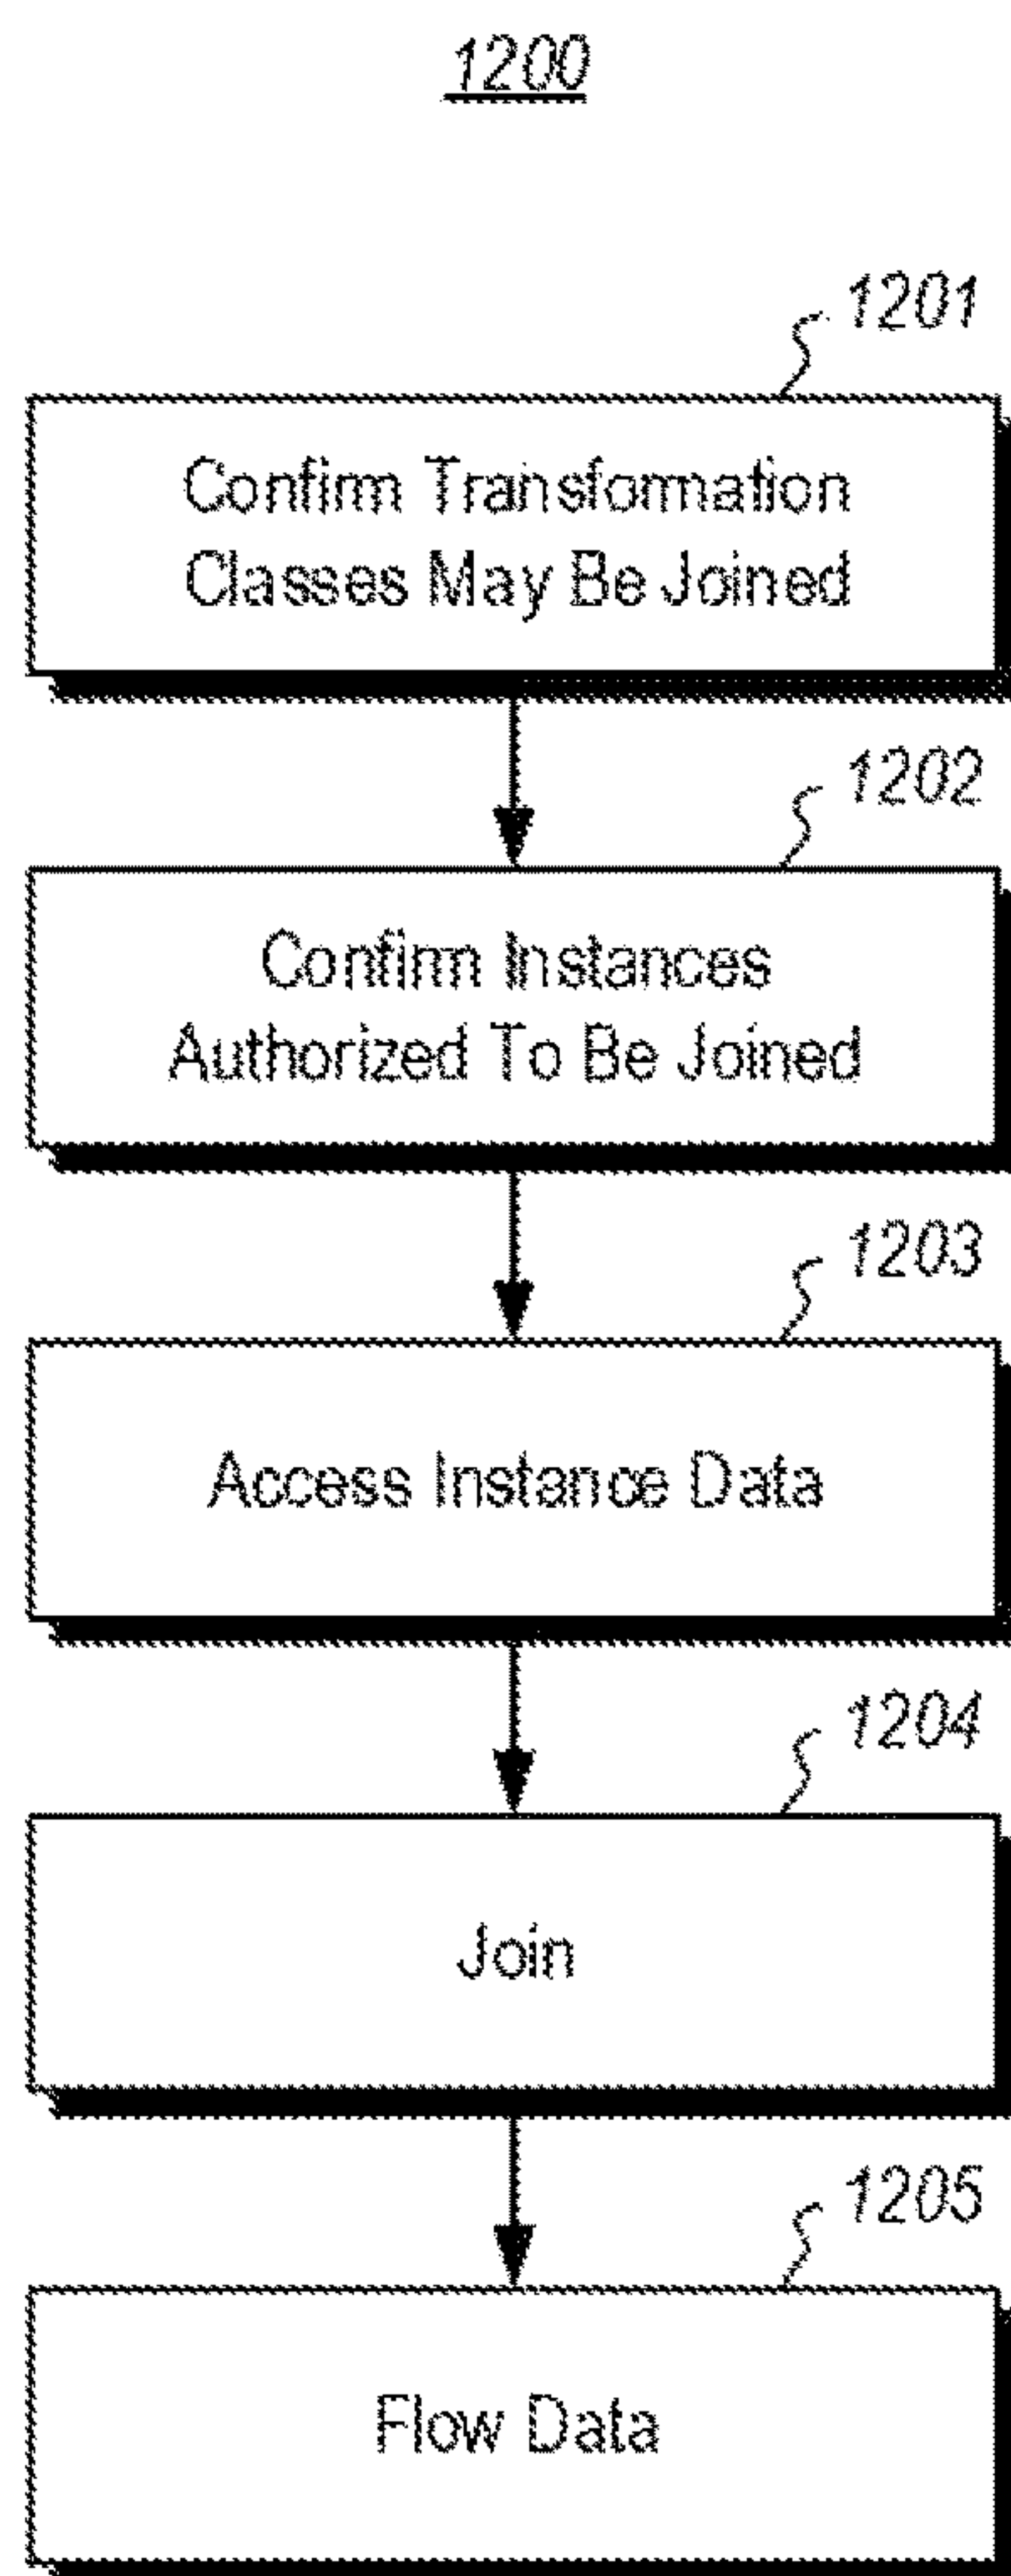 1200
1201
Confirm Transformation
Classes May Be Joined
1202
Confirm Instances
Authorized To Be Joined
1203
Access Instance Data
1204
Join
1205
Flow Data